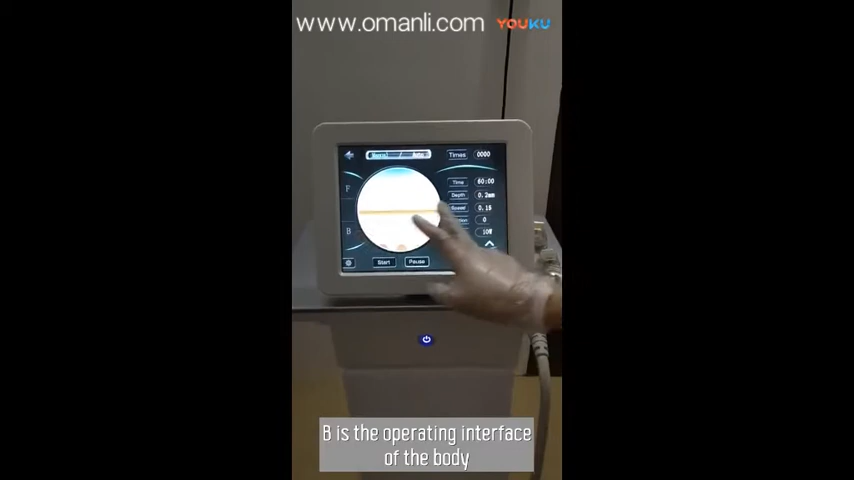 www.omanli.com YOUKU
Times 0000
F
Time 60:00
Depth 0.2mm
Speed 0.15
0
B
10W
Start Pause
B is the operating interface
of the body